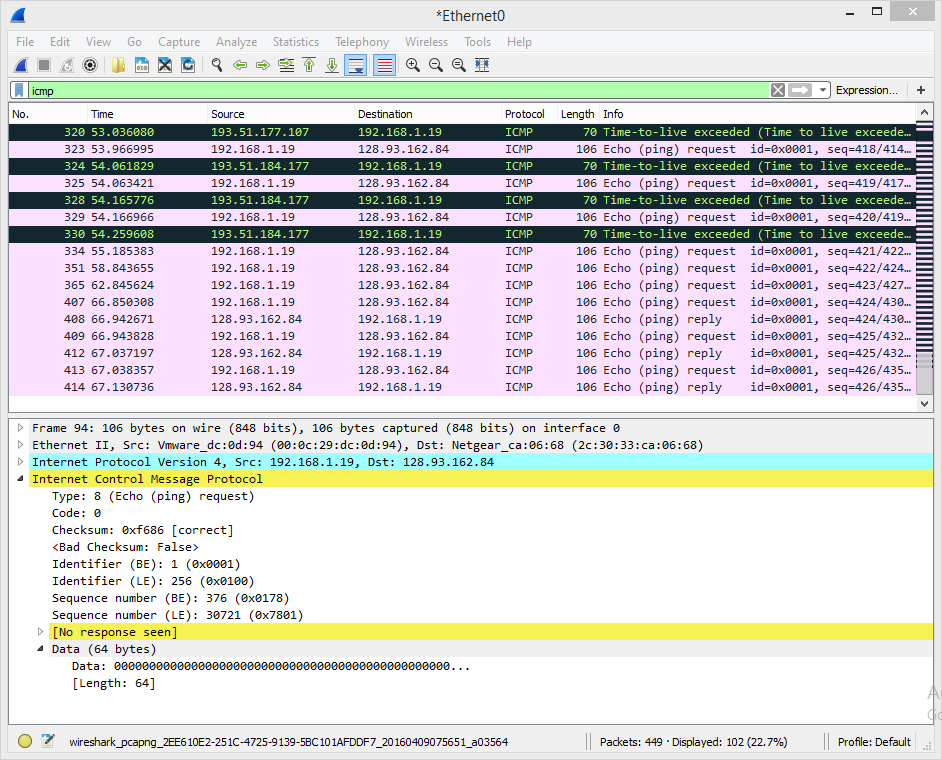 *Ethernet0
File Edit View Go Capture Analyze Statistics Telephony Wireless Tools Help
icmp Expression... +
No. Time Source Destination Protocol Length Info
320 53.036080 193.51.177.107 192.168.1.19 ICMP 70 Time-to-live exceeded (Time to live exceede…
323 53.966995 192.168.1.19 128.93.162.84 ICMP 106 Echo (ping) request id=0x0001, seq=418/414…
324 54.061829 193.51.184.177 192.168.1.19 ICMP 70 Time-to-live exceeded (Time to live exceede…
325 54.063421 192.168.1.19 128.93.162.84 ICMP 106 Echo (ping) request id=0x0001, seq=419/417…
328 54.165776 193.51.184.177 192.168.1.19 ICMP 70 Time-to-live exceeded (Time to live exceede…
329 54.166966 192.168.1.19 128.93.162.84 ICMP 106 Echo (ping) request id=0x0001, seq=420/419…
330 54.259608 193.51.184.177 192.168.1.19 ICMP 70 Time-to-live exceeded (Time to live exceede…
334 55.185383 192.168.1.19 128.93.162.84 ICMP 106 Echo (ping) request id=0x0001, seq=421/422…
351 58.843655 192.168.1.19 128.93.162.84 ICMP 106 Echo (ping) request id=0x0001, seq=422/424…
365 62.845624 192.168.1.19 128.93.162.84 ICMP 106 Echo (ping) request id=0x0001, seq=423/427…
407 66.850308 192.168.1.19 128.93.162.84 ICMP 106 Echo (ping) request id=0x0001, seq=424/430…
408 66.942671 128.93.162.84 192.168.1.19 ICMP 106 Echo (ping) reply id=0x0001, seq=424/430…
409 66.943828 192.168.1.19 128.93.162.84 ICMP 106 Echo (ping) request id=0x0001, seq=425/432…
412 67.037197 128.93.162.84 192.168.1.19 ICMP 106 Echo (ping) reply id=0x0001, seq=425/432…
413 67.038357 192.168.1.19 128.93.162.84 ICMP 106 Echo (ping) request id=0x0001, seq=426/435…
414 67.130736 128.93.162.84 192.168.1.19 ICMP 106 Echo (ping) reply id=0x0001, seq=426/435…
Frame 94: 106 bytes on wire (848 bits), 106 bytes captured (848 bits) on interface 0
Ethernet II, Src: Vmware_dc:0d:94 (00:0c:29:dc:0d:94), Dst: Netgear_ca:06:68 (2c:30:33:ca:06:68)
Internet Protocol Version 4, Src: 192.168.1.19, Dst: 128.93.162.84
Internet Control Message Protocol
Type: 8 (Echo (ping) request)
Code: 0
Checksum: 0xf686 [correct]
<Bad Checksum: False>
Identifier (BE): 1 (0x0001)
Identifier (LE): 256 (0x0100)
Sequence number (BE): 376 (0x0178)
Sequence number (LE): 30721 (0x7801)
[No response seen]
Data (64 bytes)
Data: 000000000000000000000000000000000000000000000000...
[Length: 64]
wireshark_pcapng_2EE610E2-251C-4725-9139-5BC101AFDDF7_20160409075651_a03564 Packets: 449 · Displayed: 102 (22.7%) Profile: Default